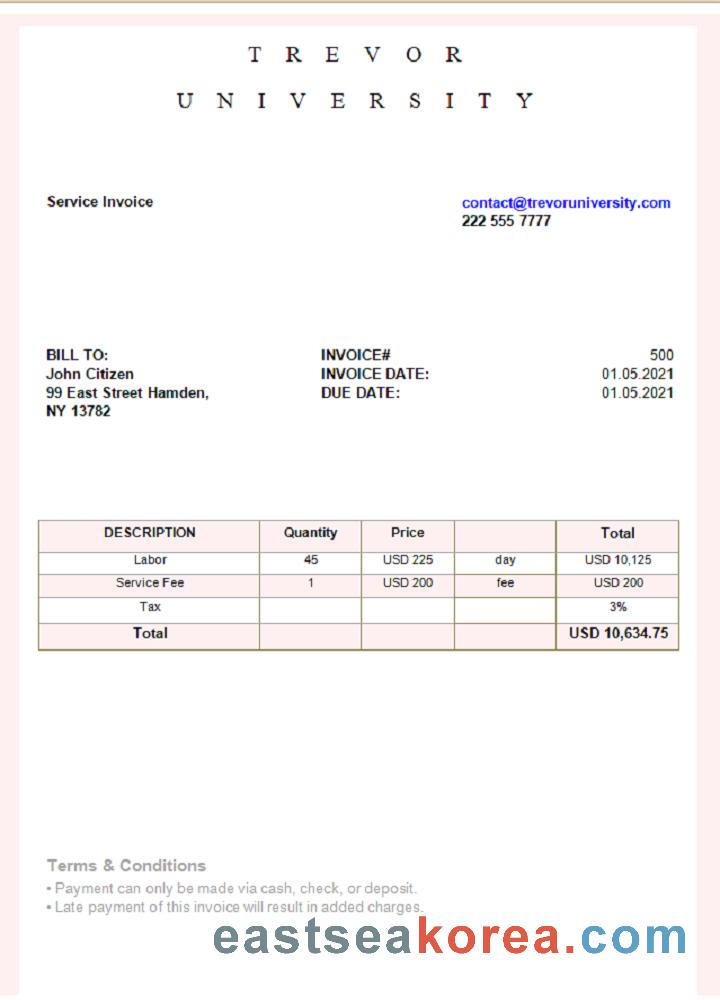 TREVOR
UNIVERSITY
Service Invoice
contact@trevoruniversity.com
222 555 7777
BILL TO:
John Citizen
99 East Street Hamden,
NY 13782
INVOICE# 500
INVOICE DATE: 01.05.2021
DUE DATE: 01.05.2021
DESCRIPTION Quantity Price Total
Labor 45 USD 225 day USD 10,125
Service Fee 1 USD 200 fee USD 200
Tax 3%
Total USD 10,634.75
Terms & Conditions
• Payment can only be made via cash, check, or deposit.
• Late payment of this invoice will result in added charges.
eastseakorea.com